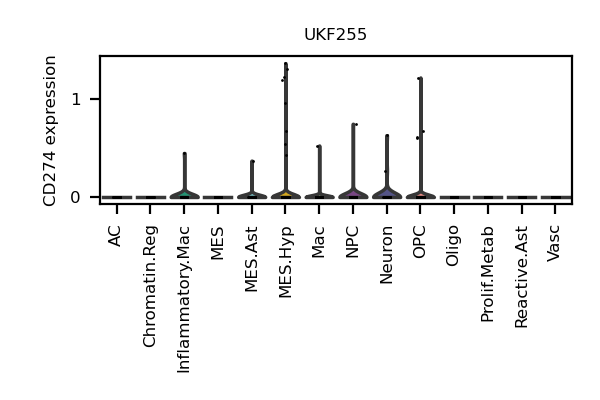 UKF255
CD274 expression
1
0
AC
Chromatin.Reg
Inflammatory.Mac
MES
MES.Ast
MES.Hyp
Mac
NPC
Neuron
OPC
Oligo
Prolif.Metab
Reactive.Ast
Vasc